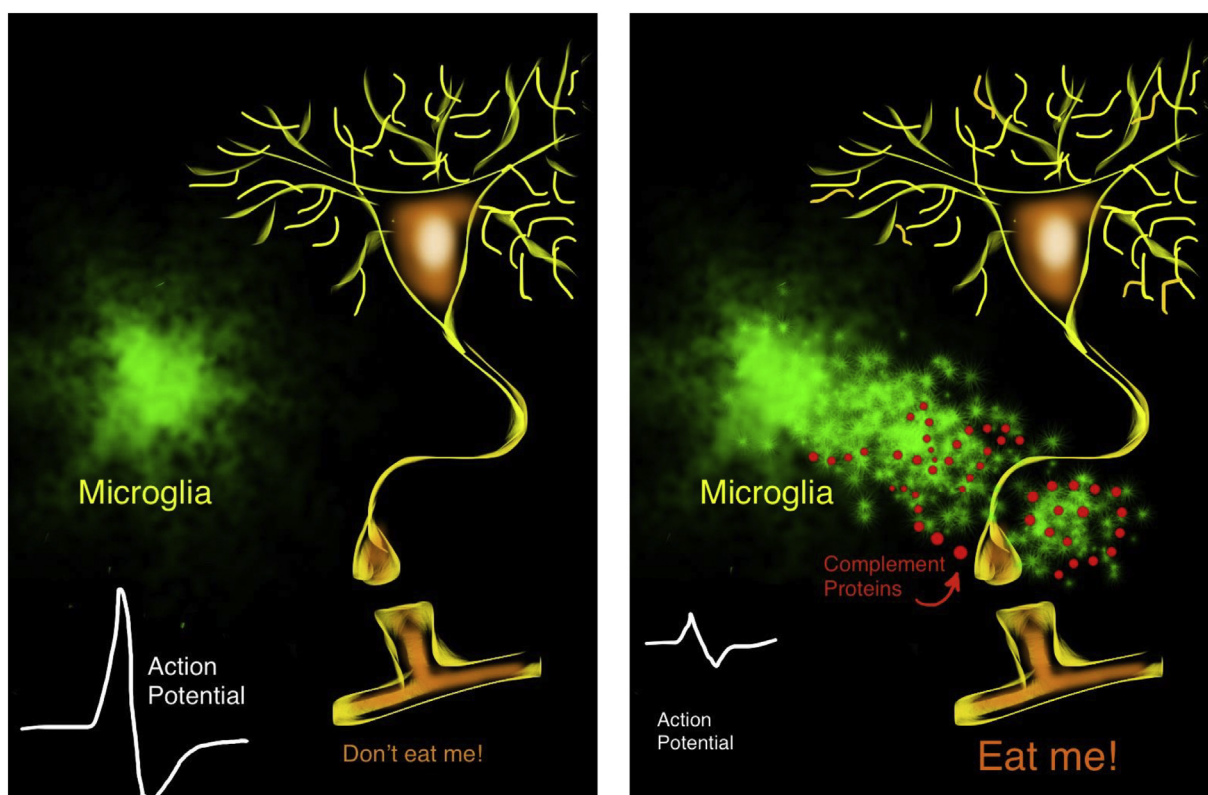 Microglia
Action
Potential
Don't eat me!
Microglia
Complement
Proteins
Action
Potential
Eat me!